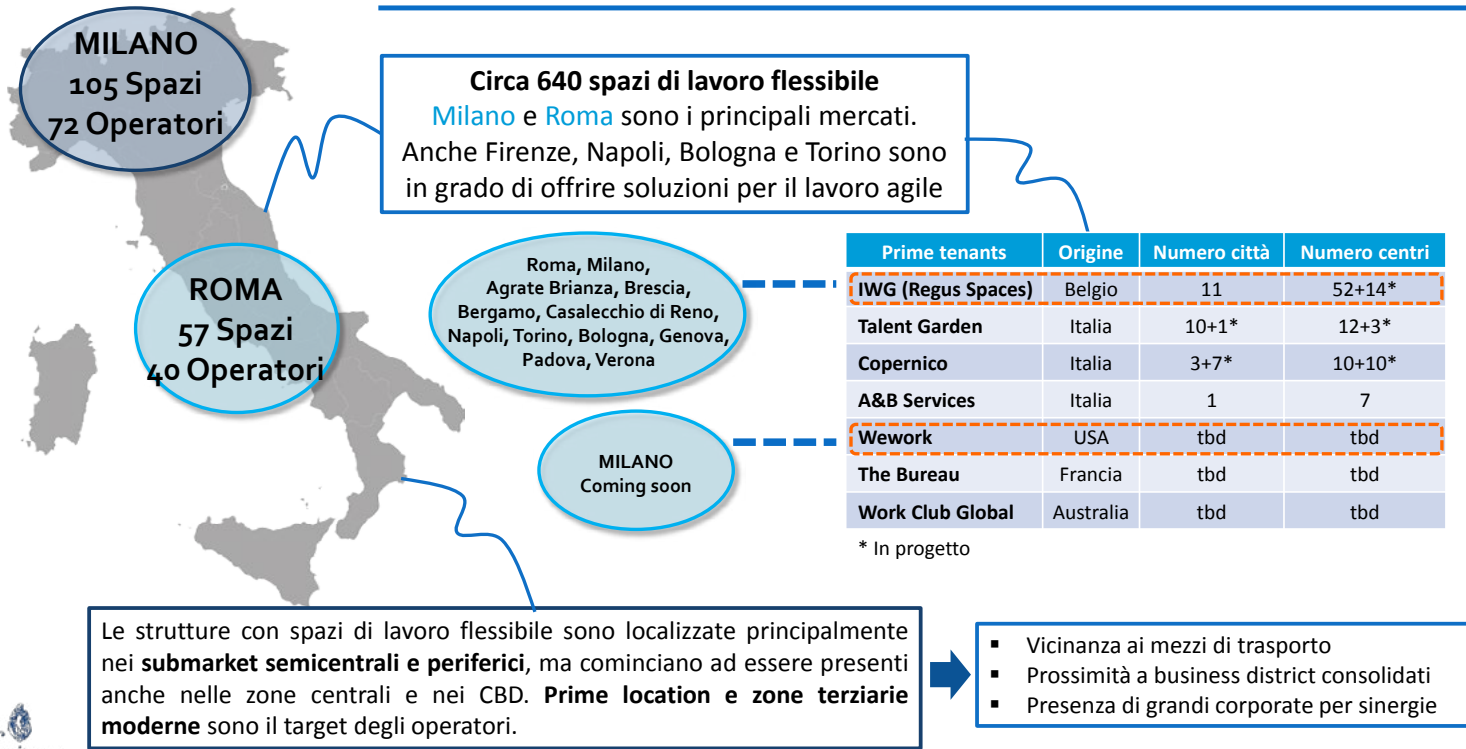 MILANO
105 Spazi
72 Operatori
Circa 640 spazi di lavoro flessibile
Milano e Roma sono i principali mercati.
Anche Firenze, Napoli, Bologna e Torino sono
in grado di offrire soluzioni per il lavoro agile
ROMA
57 Spazi
40 Operatori
Roma, Milano,
Agrate Brianza, Brescia,
Bergamo, Casalecchio di Reno,
Napoli, Torino, Bologna, Genova,
Padova, Verona
MILANO
Coming soon
Prime tenants Origine Numero città Numero centri
IWG (Regus Spaces) Belgio 11 52+14*
Talent Garden Italia 10+1* 12+3*
Copernico Italia 3+7* 10+10*
A&B Services Italia 1 7
Wework USA tbd tbd
The Bureau Francia tbd tbd
Work Club Global Australia tbd tbd
* In progetto
Le strutture con spazi di lavoro flessibile sono localizzate principalmente
nei submarket semicentrali e periferici, ma cominciano ad essere presenti
anche nelle zone centrali e nei CBD. Prime location e zone terziarie
moderne sono il target degli operatori.
▪ Vicinanza ai mezzi di trasporto
▪ Prossimità a business district consolidati
▪ Presenza di grandi corporate per sinergie